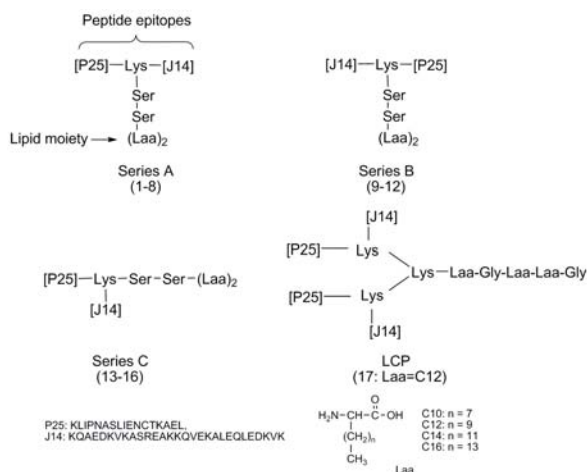 Peptide epitopes
[P25]—Lys—[J14]
Ser
Ser
Lipid moiety → (Laa)2
Series A
(1-8)
[J14]—Lys—[P25]
Ser
Ser
(Laa)2
Series B
(9-12)
[P25]—Lys—Ser—Ser—(Laa)2
[J14]
Series C
(13-16)
[J14]
[P25]—Lys
Lys—Laa-Gly-Laa-Laa-Gly
[P25]—Lys
[J14]
LCP
(17: Laa=C12)
P25: KLIPNASLIENCTKAEL,
J14: KQAEDKVKASREAKKQVEKALEQLEDKVK
O
H2N-CH-C-OH
(CH2)n
CH3
Laa
C10: n = 7
C12: n = 9
C14: n = 11
C16: n = 13